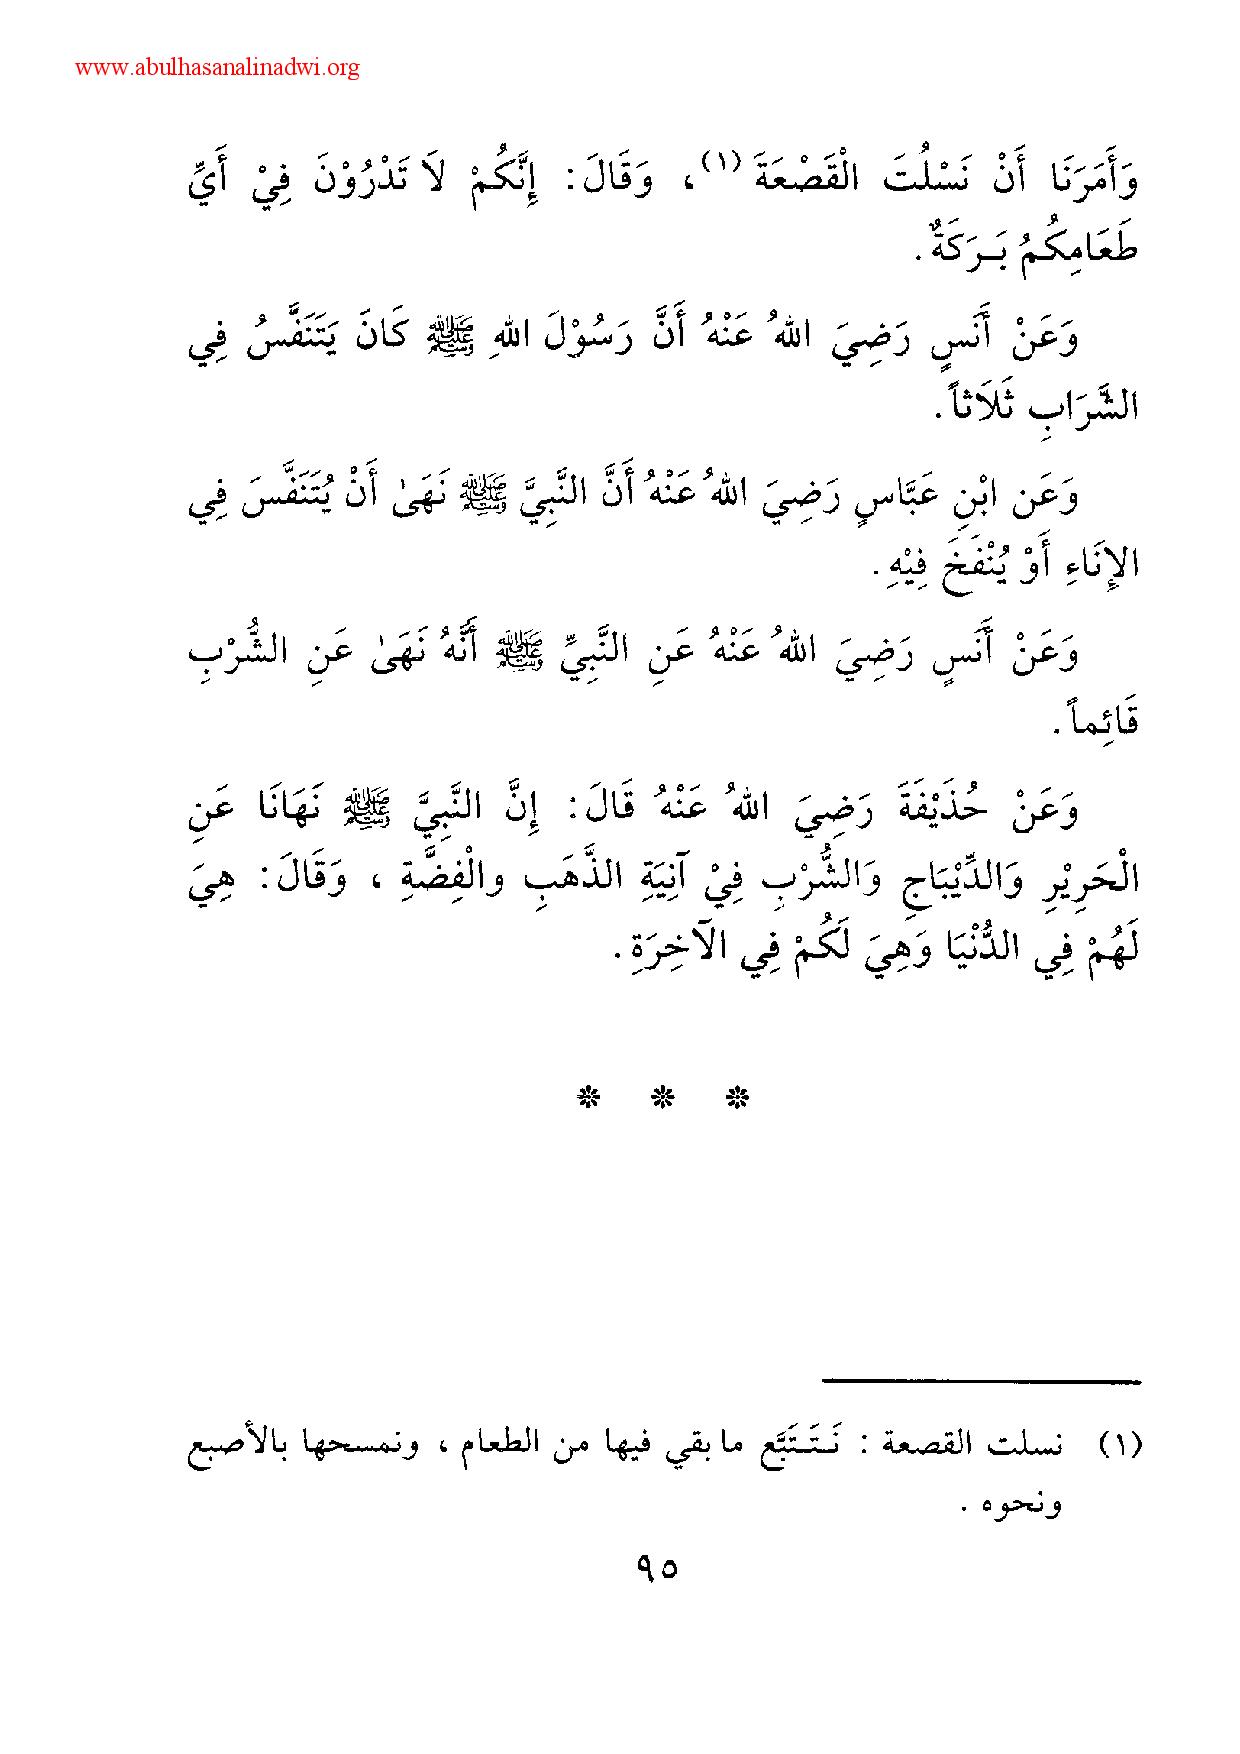 www.abulhasanalinadwi.org
وَأَمَرَنَا أَنْ نَسْلُتَ الْقَصْعَةَ (١) ، وَقَالَ : إِنَّكُمْ لَا تَدْرُوْنَ فِيْ أَيِّ
طَعَامِكُمُ بَـرَكَةٌ .
وَعَنْ أَنَسٍ رَضِيَ اللهُ عَنْهُ أَنَّ رَسُوْلَ اللهِ ﷺ كَانَ يَتَنَفَّسُ فِي
الشَّرَابِ ثَلَاثاً .
وَعَن ابْنِ عَبَّاسٍ رَضِيَ اللهُ عَنْهُ أَنَّ النَّبِيَّ ﷺ نَهَىٰ أَنْ يُتَنَفَّسَ فِي
الإِنَاءِ أَوْ يُنْفَخَ فِيْهِ .
وَعَنْ أَنَسٍ رَضِيَ اللهُ عَنْهُ عَنِ النَّبِيِّ ﷺ أَنَّهُ نَهَىٰ عَنِ الشُّرْبِ
قَائِماً .
وَعَنْ حُذَيْفَةَ رَضِيَ اللهُ عَنْهُ قَالَ : إِنَّ النَّبِيَّ ﷺ نَهَانَا عَنِ
الْحَرِيْرِ وَالدِّيْبَاجِ وَالشُّرْبِ فِيْ آنِيَةِ الذَّهَبِ والْفِضَّةِ ، وَقَالَ : هِيَ
لَهُمْ فِي الدُّنْيَا وَهِيَ لَكُمْ فِي الآخِرَةِ .
* * *
(١) نسلت القصعة : نَـتَـتَبَّع ما بقي فيها من الطعام ، ونمسحها بالأصبع
ونحوه .
٩٥